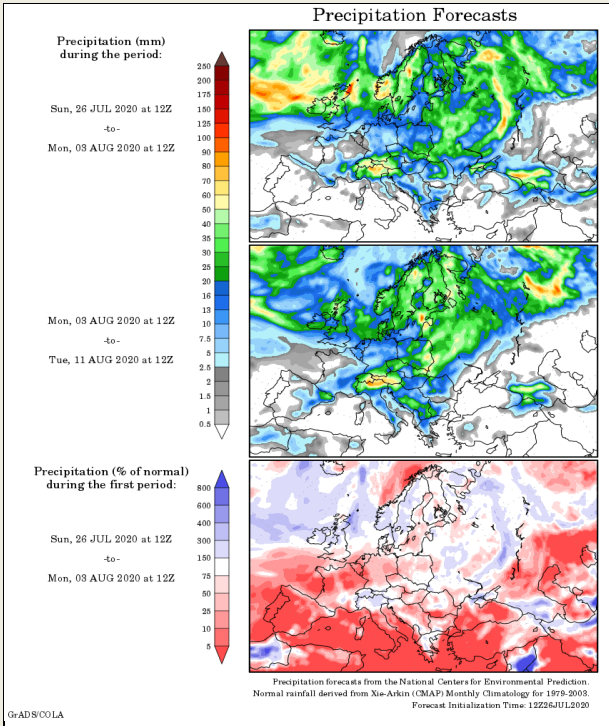 Precipitation Forecasts
Precipitation (mm)
during the period:
Sun, 26 JUL 2020 at 12Z
-to-
Mon, 03 AUG 2020 at 12Z
250
200
175
150
125
100
90
80
70
60
50
40
35
30
25
20
16
13
10
7.5
5
2.5
2
1.5
1
0.5
Mon, 03 AUG 2020 at 12Z
-to-
Tue, 11 AUG 2020 at 12Z
Precipitation (% of normal)
during the first period:
Sun, 26 JUL 2020 at 12Z
-to-
Mon, 03 AUG 2020 at 12Z
800
600
400
300
150
75
50
25
10
5
Precipitation forecasts from the National Centers for Environmental Prediction.
Normal rainfall derived from Xie-Arkin (CMAP) Monthly Climatology for 1979-2003.
Forecast Initialization Time: 12Z26JUL2020
GrADS/COLA